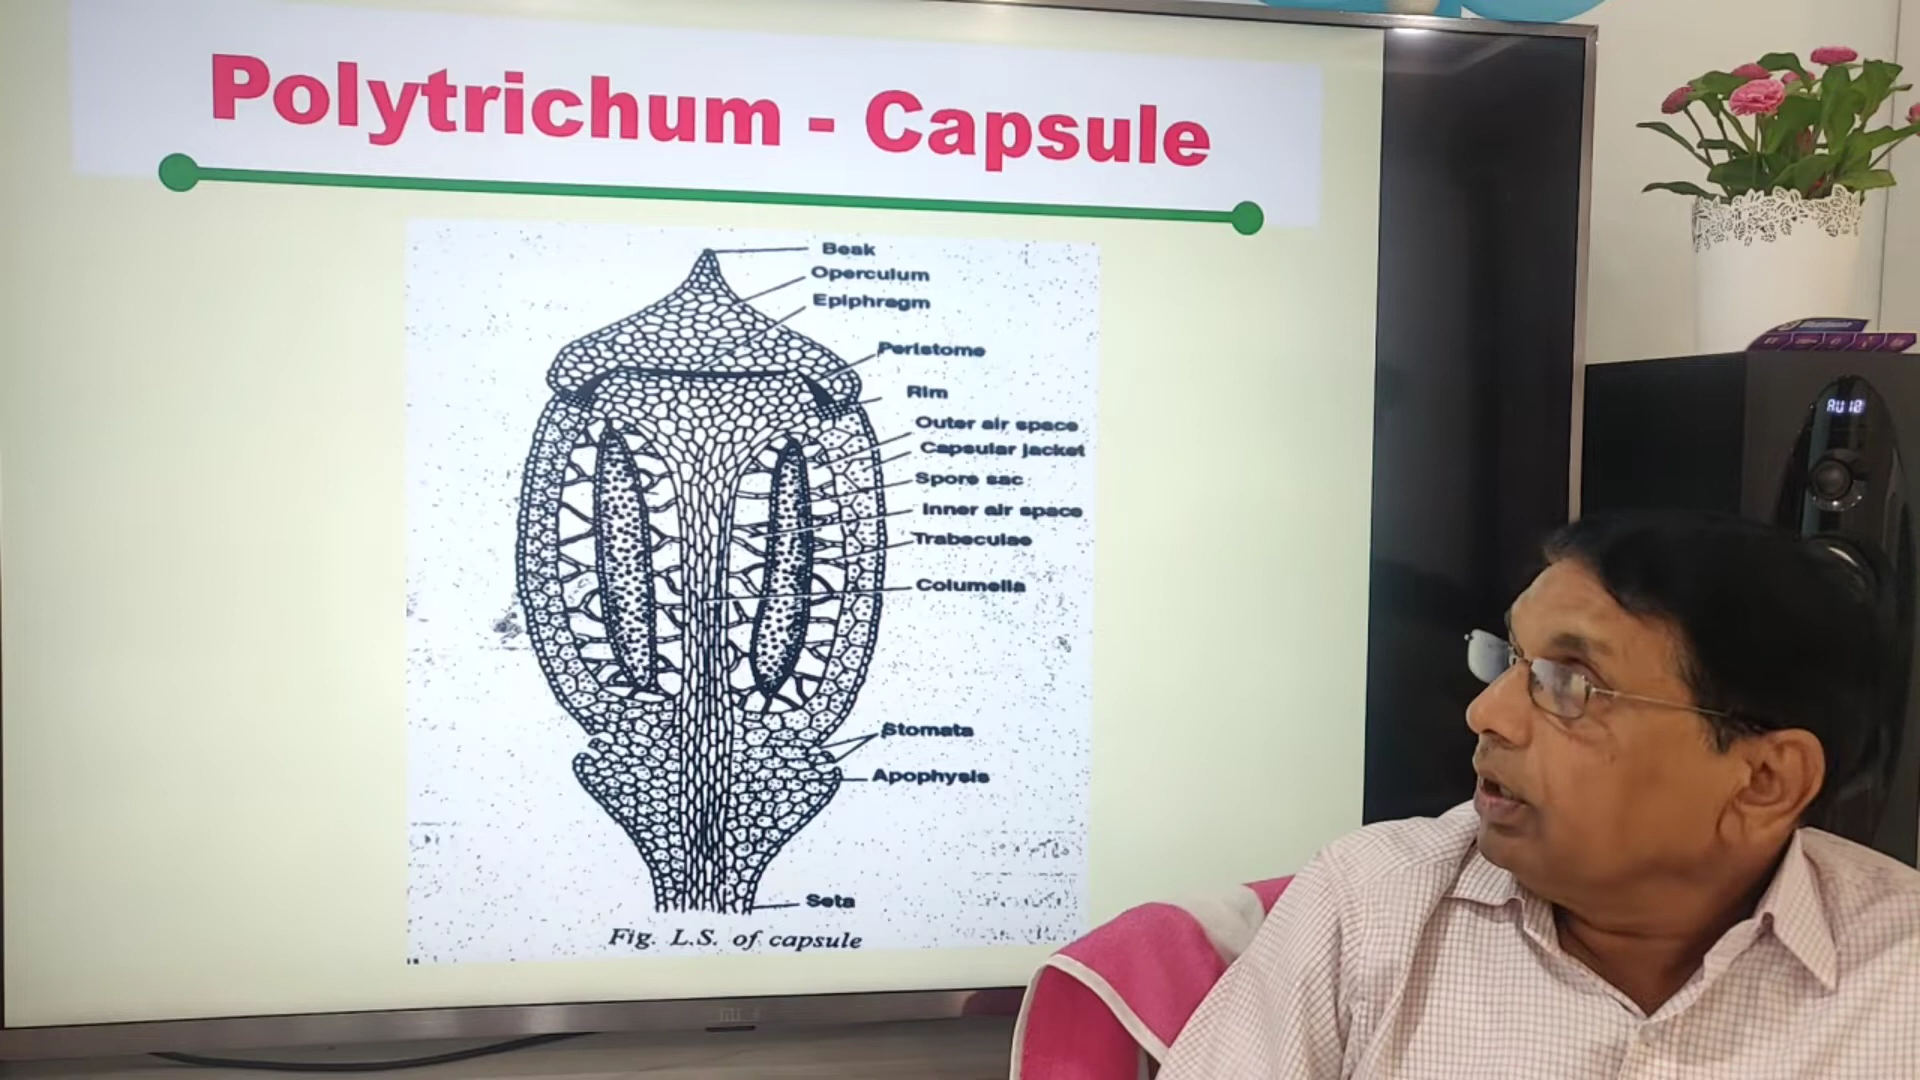 Polytrichum - Capsule
Beak
Operculum
Epiphragm
Peristome
Rim
Outer air space
Capsular jacket
Spore sac
Inner air space
Trabeculae
Columella
Stomata
Apophysis
Seta
Fig. L.S. of capsule
mi